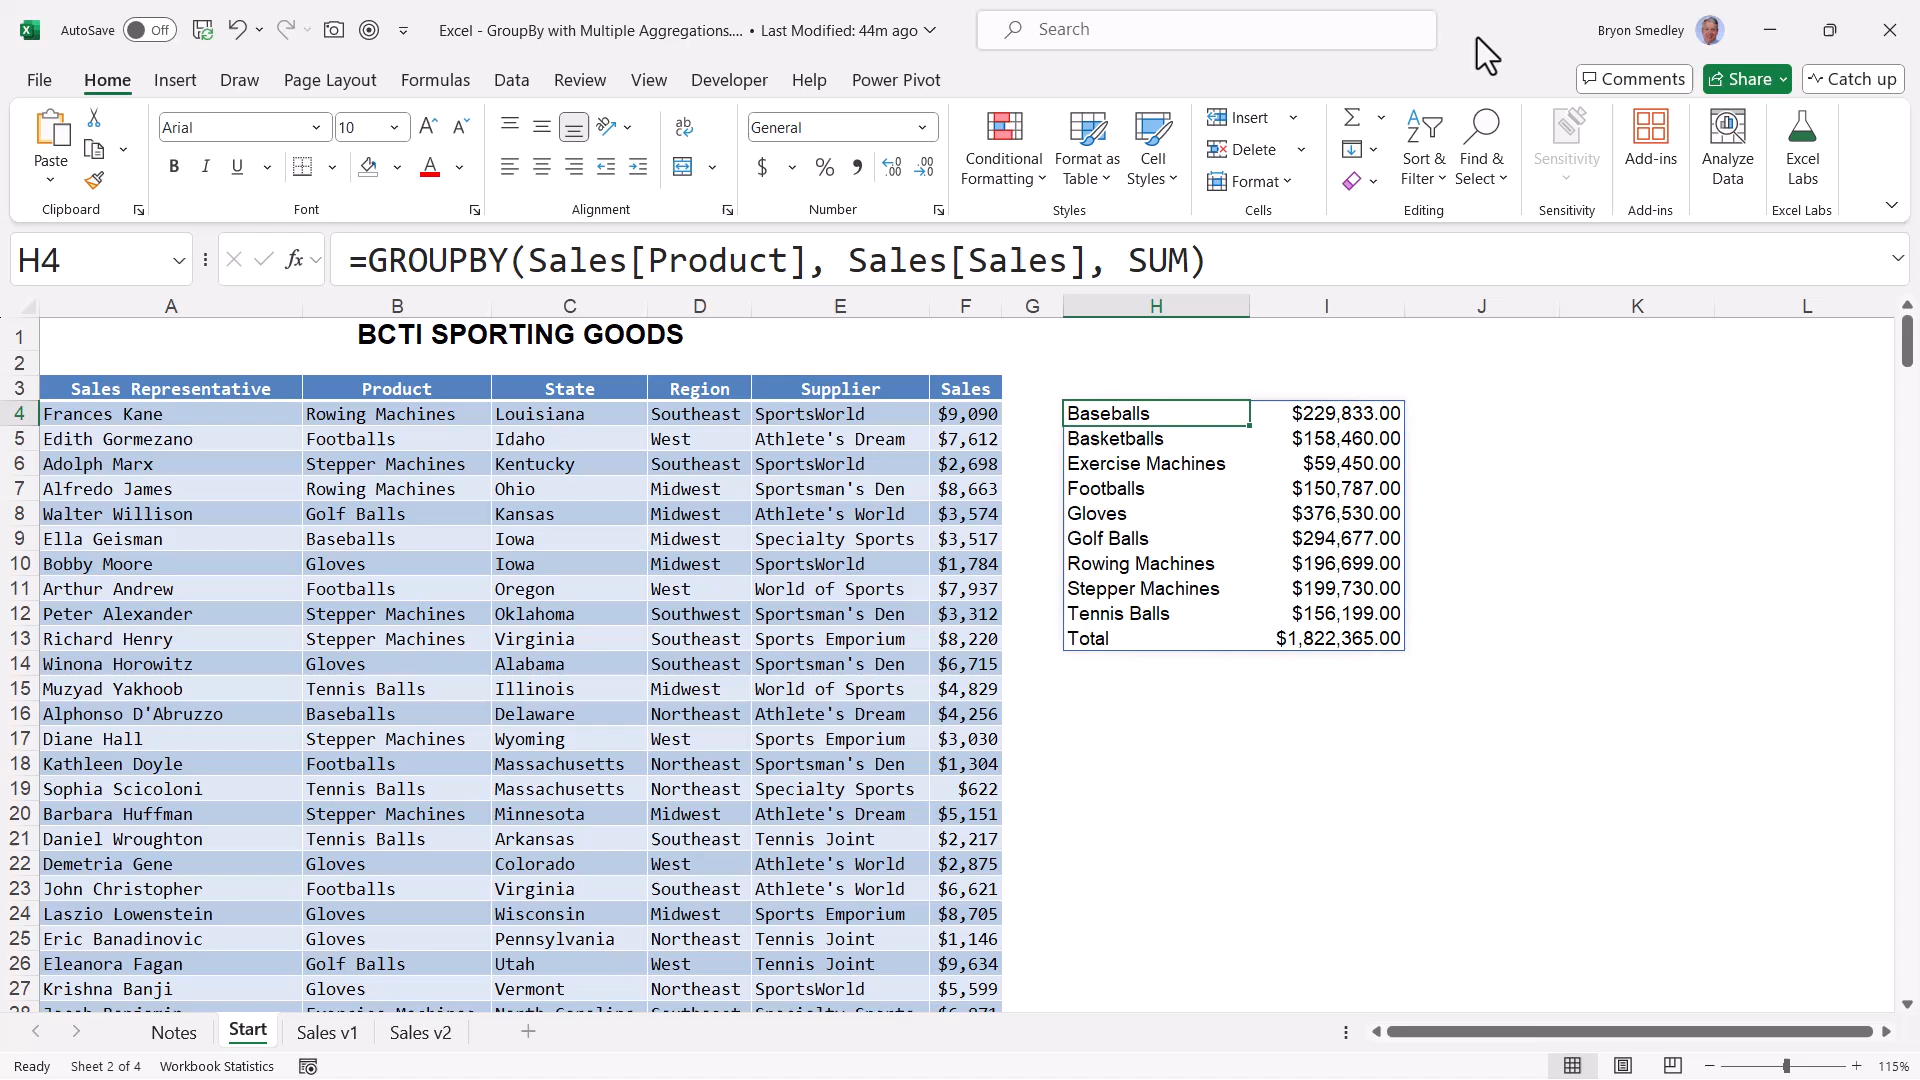 AutoSave Off Excel - GroupBy with Multiple Aggregations.... • Last Modified: 44m ago Search Bryon Smedley
File Home Insert Draw Page Layout Formulas Data Review View Developer Help Power Pivot Comments Share Catch up
Paste Arial 10 General Conditional Formatting Format as Table Cell Styles Insert Delete Format Sort & Filter Find & Select Sensitivity Add-ins Analyze Data Excel Labs
Clipboard Font Alignment Number Styles Cells Editing Sensitivity Add-ins Excel Labs
H4 fx =GROUPBY(Sales[Product], Sales[Sales], SUM)
A B C D E F G H I J K L
1 BCTI SPORTING GOODS
2
3 Sales Representative Product State Region Supplier Sales
4 Frances Kane Rowing Machines Louisiana Southeast SportsWorld $9,090 Baseballs $229,833.00
5 Edith Gormezano Footballs Idaho West Athlete's Dream $7,612 Basketballs $158,460.00
6 Adolph Marx Stepper Machines Kentucky Southeast SportsWorld $2,698 Exercise Machines $59,450.00
7 Alfredo James Rowing Machines Ohio Midwest Sportsman's Den $8,663 Footballs $150,787.00
8 Walter Willison Golf Balls Kansas Midwest Athlete's World $3,574 Gloves $376,530.00
9 Ella Geisman Baseballs Iowa Midwest Specialty Sports $3,517 Golf Balls $294,677.00
10 Bobby Moore Gloves Iowa Midwest SportsWorld $1,784 Rowing Machines $196,699.00
11 Arthur Andrew Footballs Oregon West World of Sports $7,937 Stepper Machines $199,730.00
12 Peter Alexander Stepper Machines Oklahoma Southwest Sportsman's Den $3,312 Tennis Balls $156,199.00
13 Richard Henry Stepper Machines Virginia Southeast Sports Emporium $8,220 Total $1,822,365.00
14 Winona Horowitz Gloves Alabama Southeast Sportsman's Den $6,715
15 Muzyad Yakhoob Tennis Balls Illinois Midwest World of Sports $4,829
16 Alphonso D'Abruzzo Baseballs Delaware Northeast Athlete's Dream $4,256
17 Diane Hall Stepper Machines Wyoming West Sports Emporium $3,030
18 Kathleen Doyle Footballs Massachusetts Northeast Sportsman's Den $1,304
19 Sophia Scicoloni Tennis Balls Massachusetts Northeast Specialty Sports $622
20 Barbara Huffman Stepper Machines Minnesota Midwest Athlete's Dream $5,151
21 Daniel Wroughton Tennis Balls Arkansas Southeast Tennis Joint $2,217
22 Demetria Gene Gloves Colorado West Athlete's World $2,875
23 John Christopher Footballs Virginia Southeast Athlete's World $6,621
24 Laszio Lowenstein Gloves Wisconsin Midwest Sports Emporium $8,705
25 Eric Banadinovic Gloves Pennsylvania Northeast Tennis Joint $1,146
26 Eleanora Fagan Golf Balls Utah West Tennis Joint $9,634
27 Krishna Banji Gloves Vermont Northeast SportsWorld $5,599
Notes Start Sales v1 Sales v2
Ready Sheet 2 of 4 Workbook Statistics 115%